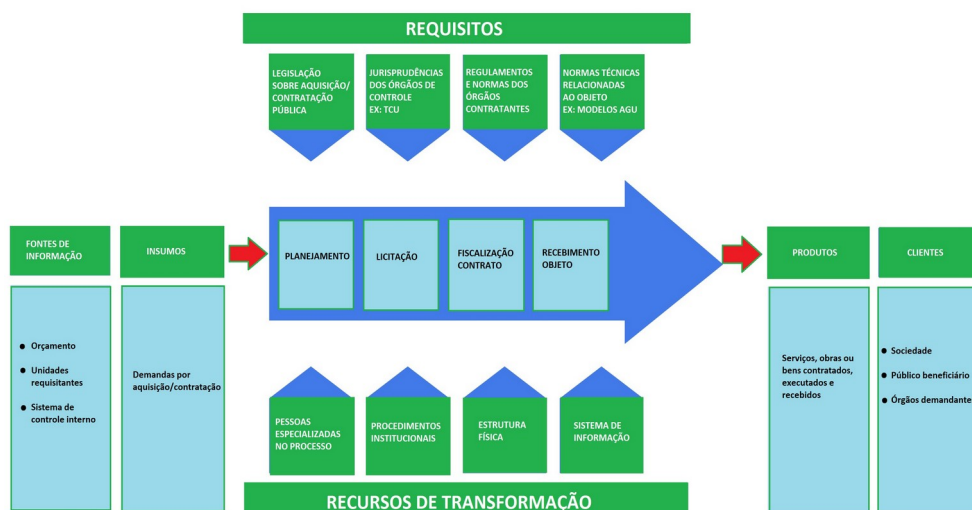 REQUISITOS
LEGISLAÇÃO
SOBRE AQUISIÇÃO/
CONTRATAÇÃO
PÚBLICA
JURISPRUDÊNCIAS
DOS ÓRGÃOS DE
CONTROLE
EX: TCU
REGULAMENTOS
E NORMAS DOS
ÓRGÃOS
CONTRATANTES
NORMAS TÉCNICAS
RELACIONADAS
AO OBJETO
EX: MODELOS AGU
FONTES DE
INFORMAÇÃO
Orçamento
Unidades
requisitantes
Sistema de
controle interno
INSUMOS
Demandas por
aquisição/contratação
PLANEJAMENTO
LICITAÇÃO
FISCALIZAÇÃO
CONTRATO
RECEBIMENTO
OBJETO
PRODUTOS
Serviços, obras ou
bens contratados,
executados e
recebidos
CLIENTES
Sociedade
Público beneficiário
Órgãos demandante
PESSOAS
ESPECIALIZADAS
NO PROCESSO
PROCEDIMENTOS
INSTITUCIONAIS
ESTRUTURA
FÍSICA
SISTEMA DE
INFORMAÇÃO
RECURSOS DE TRANSFORMAÇÃO